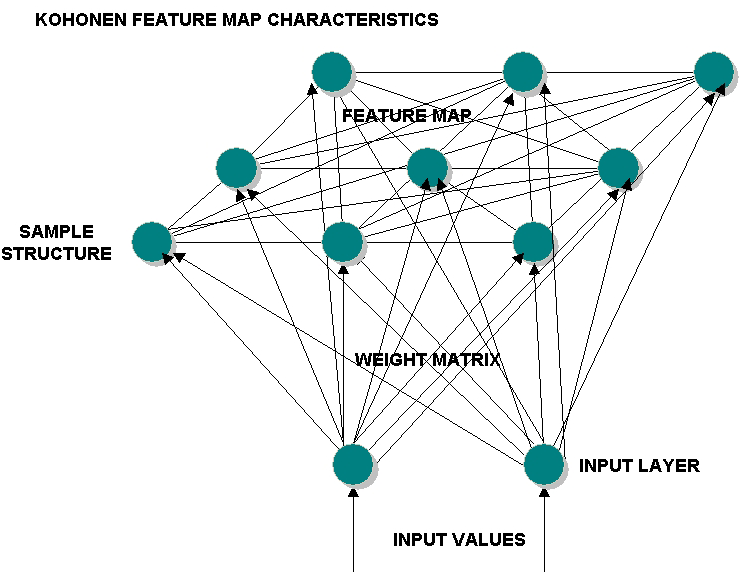 KOHONEN FEATURE MAP CHARACTERISTICS
FEATURE MAP
SAMPLE
STRUCTURE
WEIGHT MATRIX
INPUT LAYER
INPUT VALUES